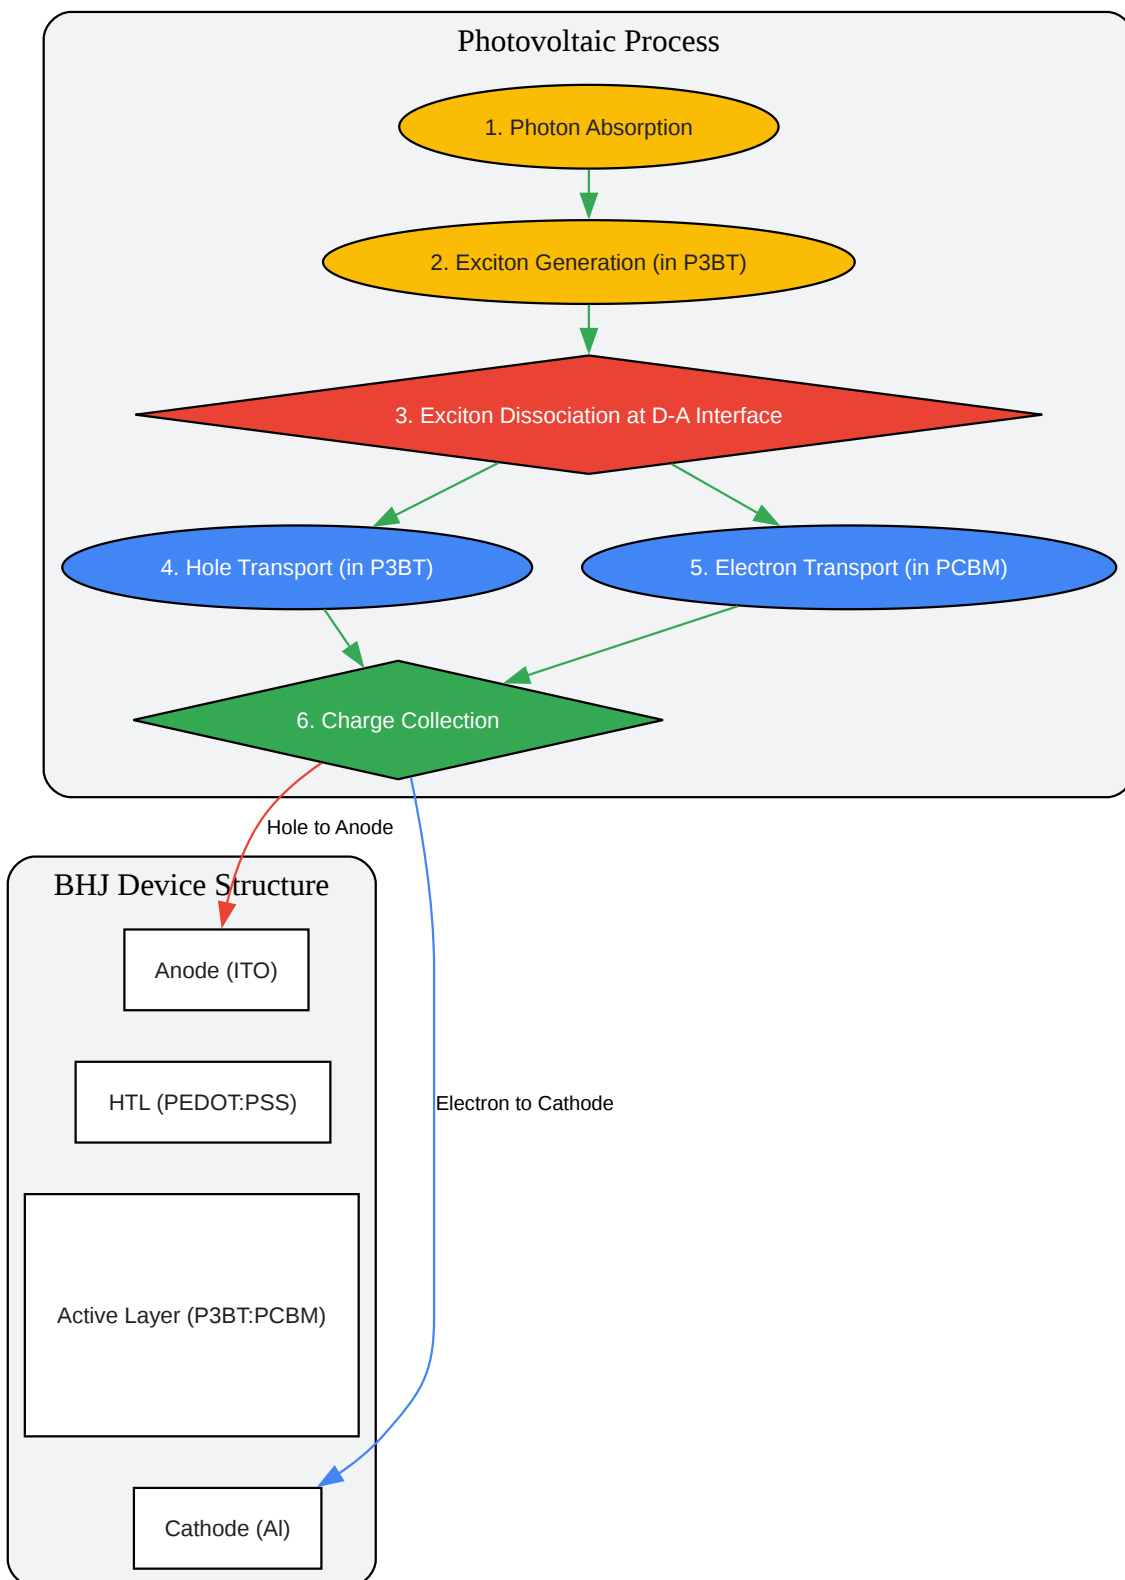 Photovoltaic Process
1. Photon Absorption
2. Exciton Generation (in P3BT)
3. Exciton Dissociation at D-A Interface
4. Hole Transport (in P3BT)
5. Electron Transport (in PCBM)
6. Charge Collection
Hole to Anode
BHJ Device Structure
Anode (ITO)
HTL (PEDOT:PSS)
Electron to Cathode
Active Layer (P3BT:PCBM)
Cathode (Al)